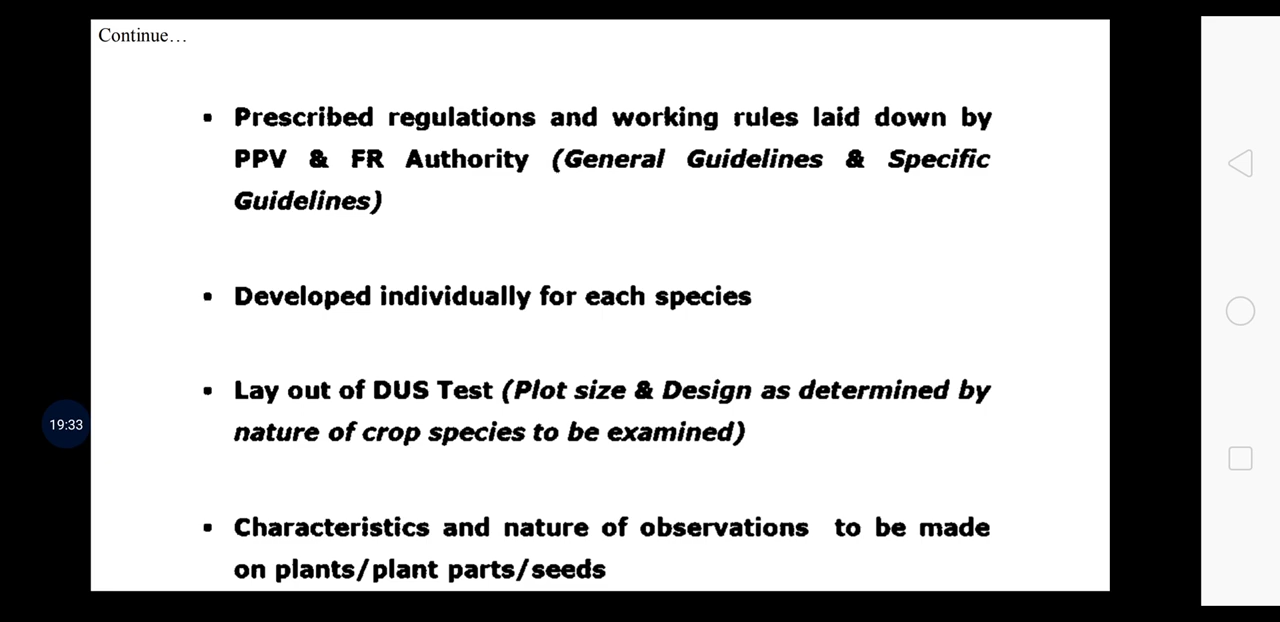 Continue…
▪ Prescribed regulations and working rules laid down by
PPV & FR Authority (General Guidelines & Specific
Guidelines)
▪ Developed individually for each species
▪ Lay out of DUS Test (Plot size & Design as determined by
nature of crop species to be examined)
19:33
▪ Characteristics and nature of observations to be made
on plants/plant parts/seeds